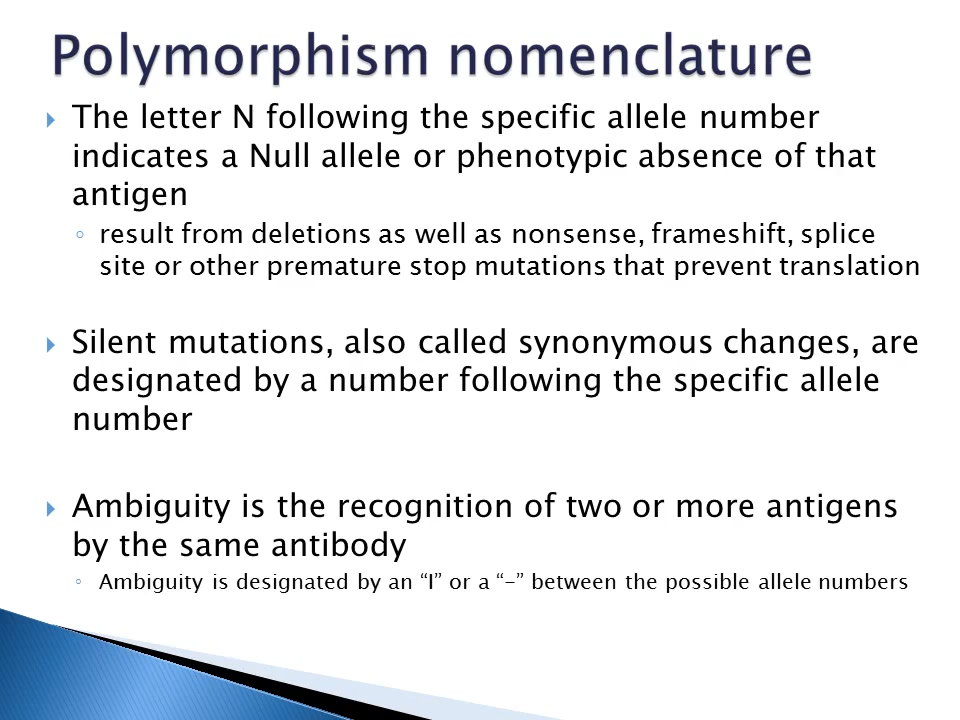 Polymorphism nomenclature
The letter N following the specific allele number
indicates a Null allele or phenotypic absence of that
antigen
result from deletions as well as nonsense, frameshift, splice
site or other premature stop mutations that prevent translation
Silent mutations, also called synonymous changes, are
designated by a number following the specific allele
number
Ambiguity is the recognition of two or more antigens
by the same antibody
Ambiguity is designated by an “I” or a “-” between the possible allele numbers